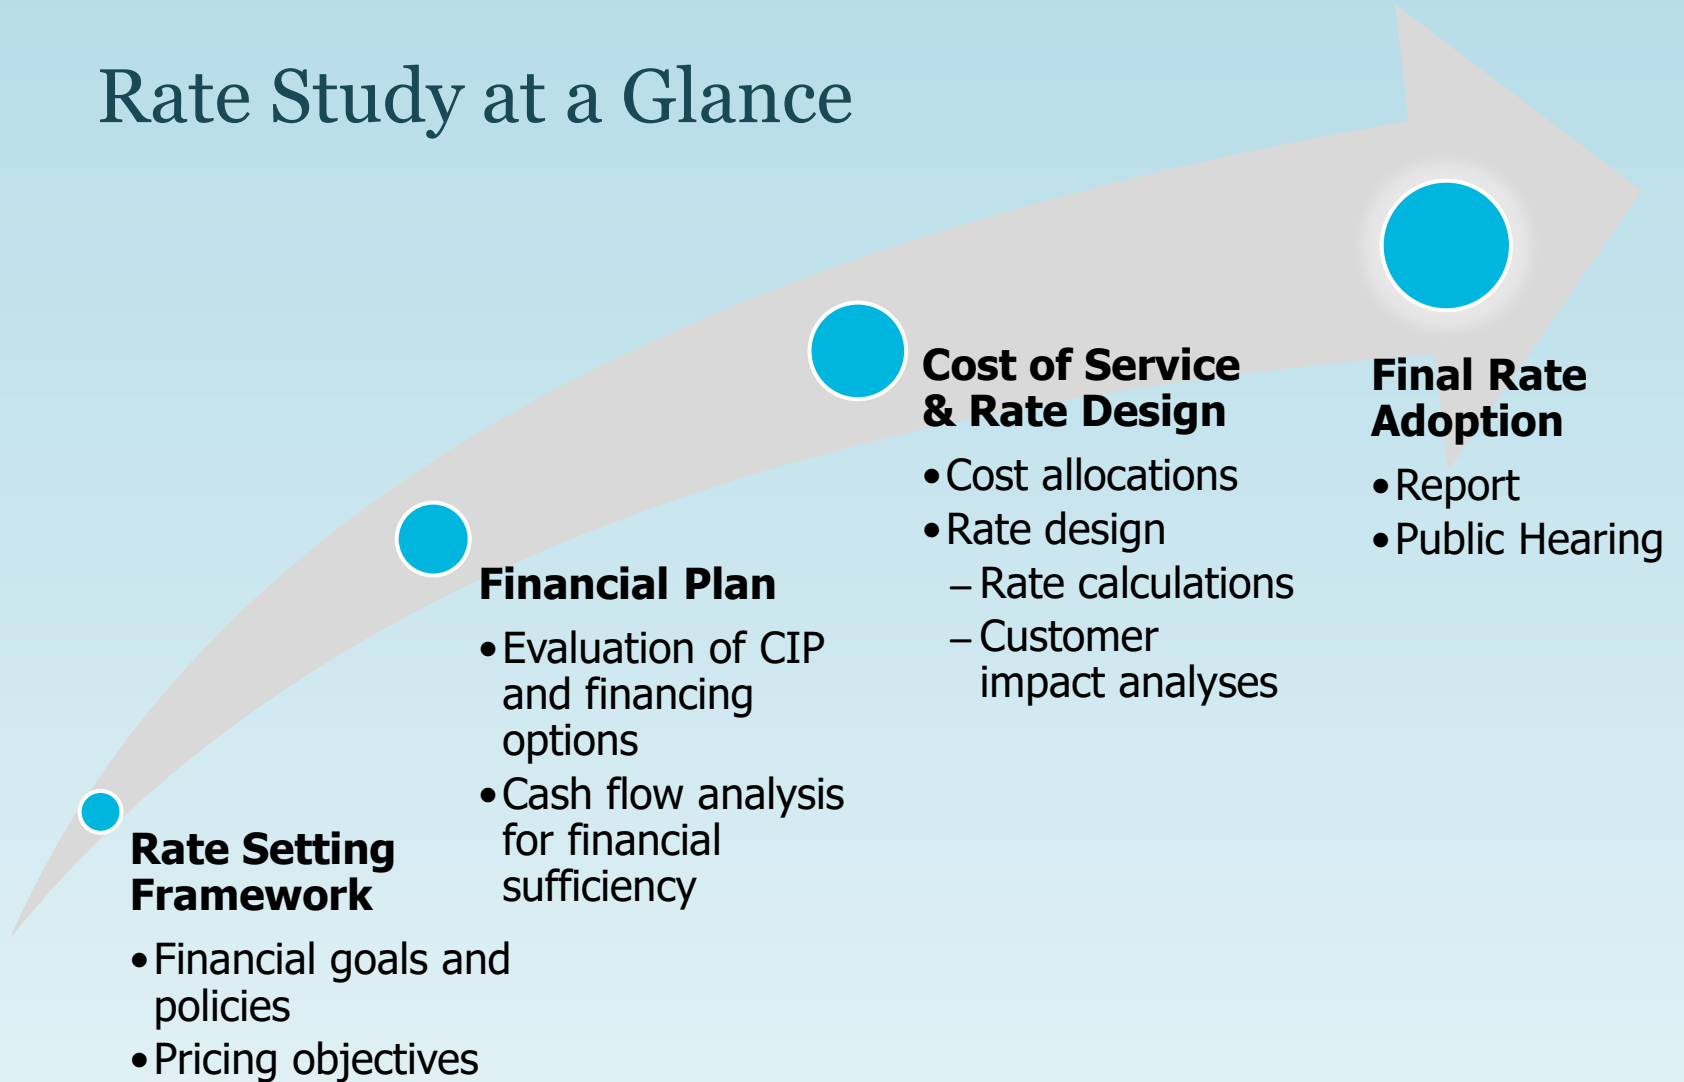 Rate Study at a Glance
Rate Setting
Framework
•Financial goals and
policies
•Pricing objectives
Financial Plan
•Evaluation of CIP
and financing
options
•Cash flow analysis
for financial
sufficiency
Cost of Service
& Rate Design
•Cost allocations
•Rate design
–Rate calculations
–Customer
impact analyses
Final Rate
Adoption
•Report
•Public Hearing